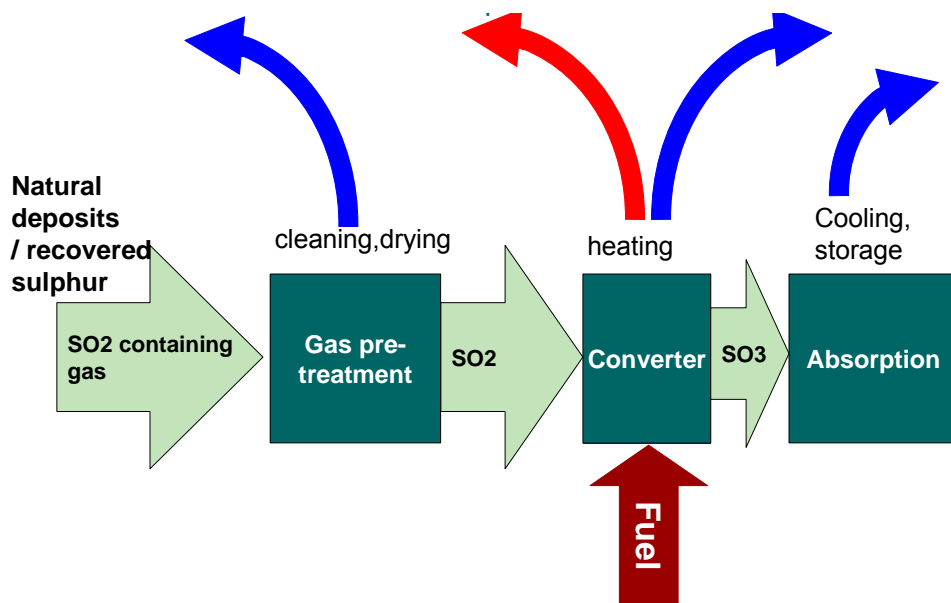 Natural
deposits
/ recovered
sulphur
cleaning,drying
heating
Cooling,
storage
SO2 containing
gas
Gas pre-
treatment
SO2
Converter
SO3
Absorption
Fuel